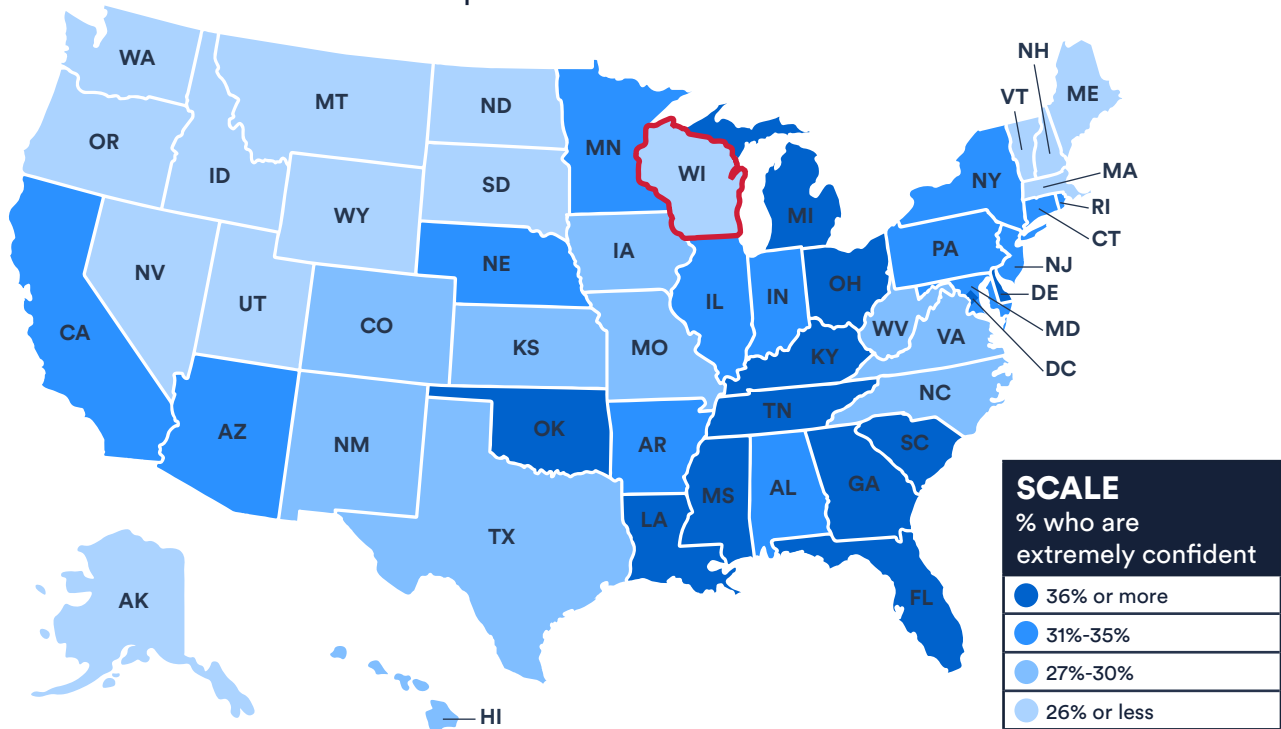 WA
MT
ND
MN
OR
ID
SD
WI
WY
MI
NH
VT
ME
NY
MA
RI
CT
PA
NJ
DE
MD
DC
NV
UT
CO
NE
IA
IL
IN
OH
CA
KS
MO
KY
WV
VA
AZ
NM
OK
AR
TN
NC
SC
TX
LA
MS
AL
GA
FL
AK
HI
SCALE
% who are
extremely confident
36% or more
31%-35%
27%-30%
26% or less